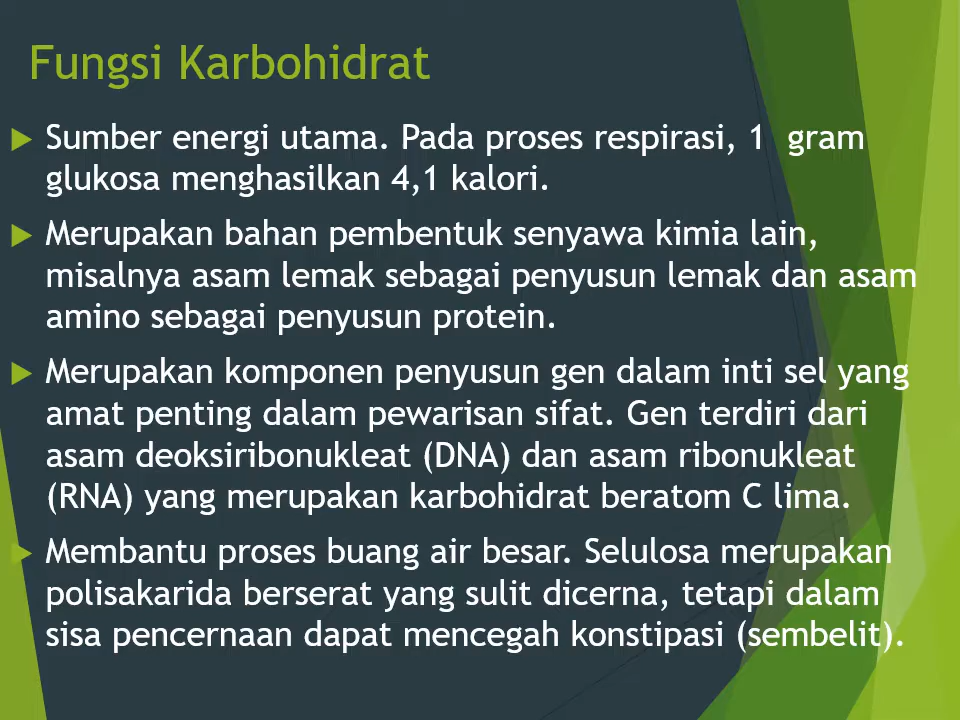 Fungsi Karbohidrat
Sumber energi utama. Pada proses respirasi, 1 gram
glukosa menghasilkan 4,1 kalori.
Merupakan bahan pembentuk senyawa kimia lain,
misalnya asam lemak sebagai penyusun lemak dan asam
amino sebagai penyusun protein.
Merupakan komponen penyusun gen dalam inti sel yang
amat penting dalam pewarisan sifat. Gen terdiri dari
asam deoksiribonukleat (DNA) dan asam ribonukleat
(RNA) yang merupakan karbohidrat beratom C lima.
Membantu proses buang air besar. Selulosa merupakan
polisakarida berserat yang sulit dicerna, tetapi dalam
sisa pencernaan dapat mencegah konstipasi (sembelit).